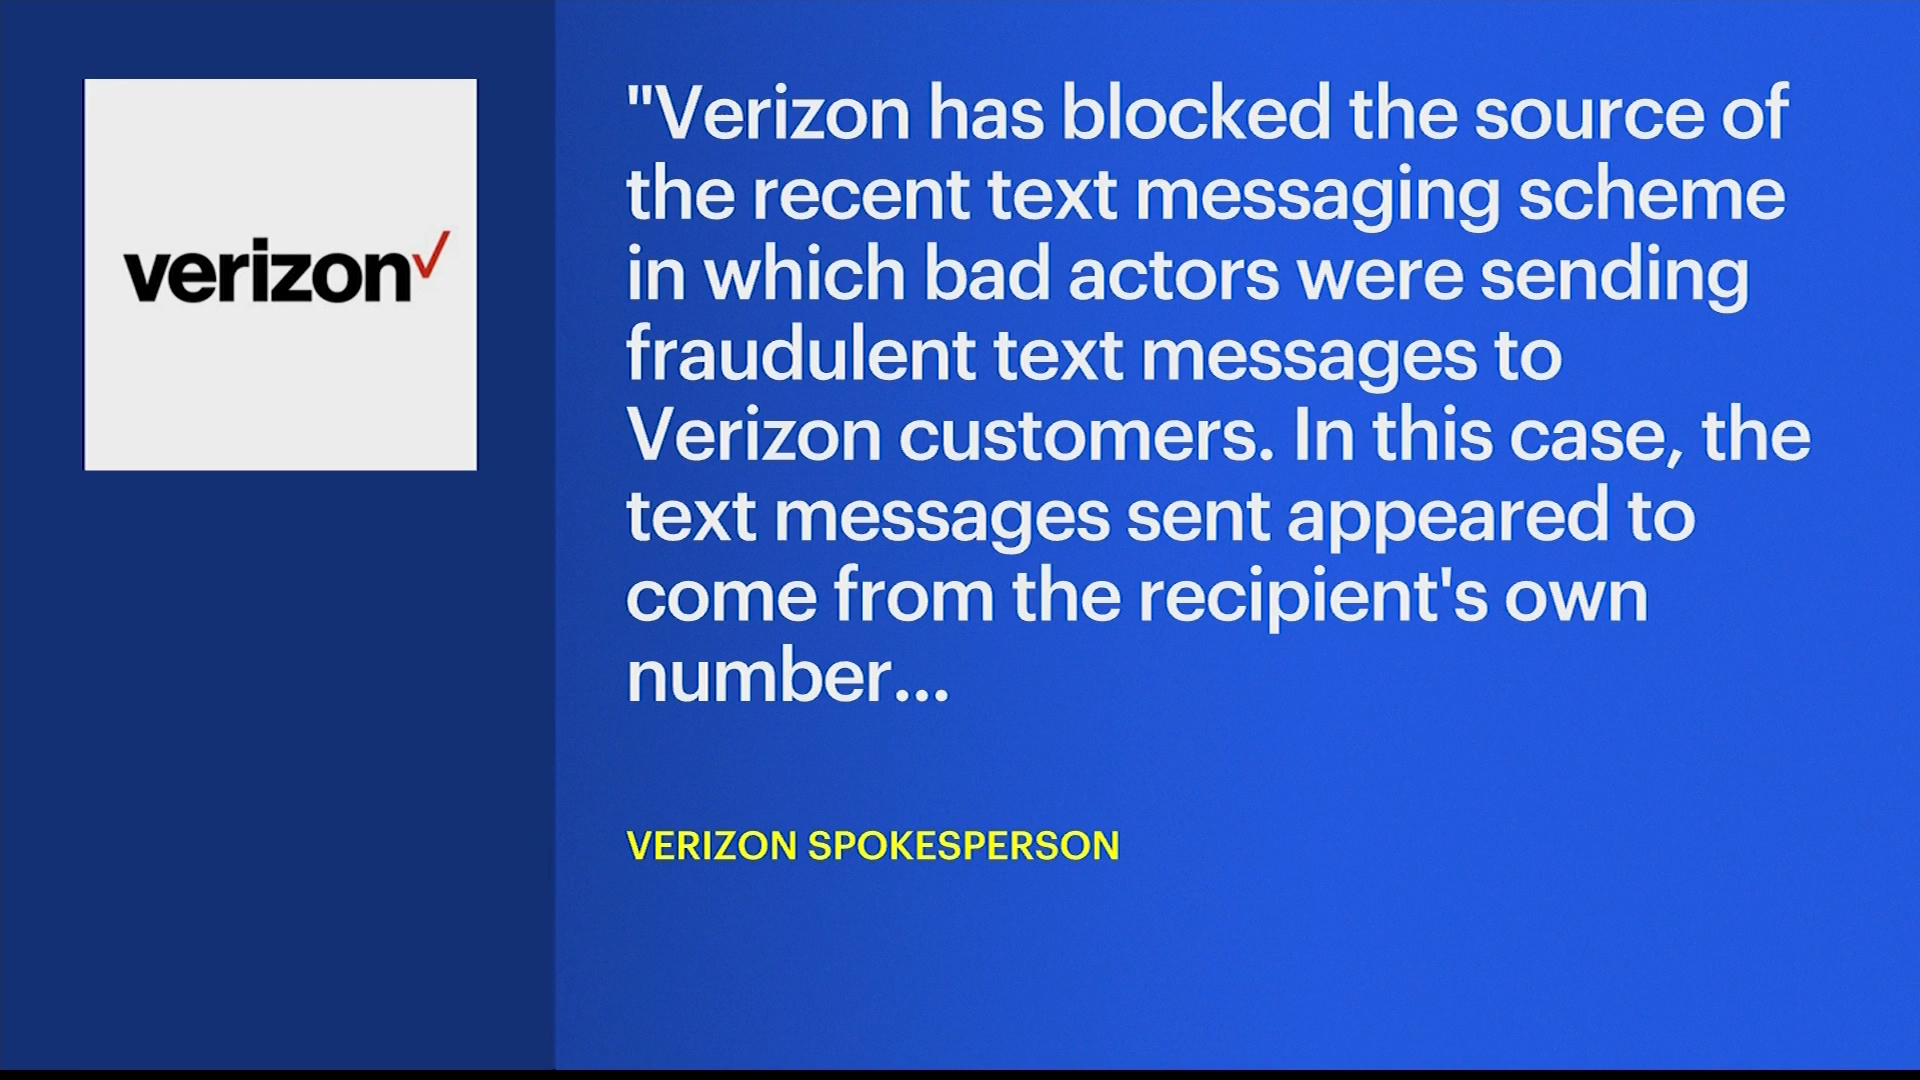 verizon
"Verizon has blocked the source of
the recent text messaging scheme
in which bad actors were sending
fraudulent text messages to
Verizon customers. In this case, the
text messages sent appeared to
come from the recipient's own
number...
VERIZON SPOKESPERSON